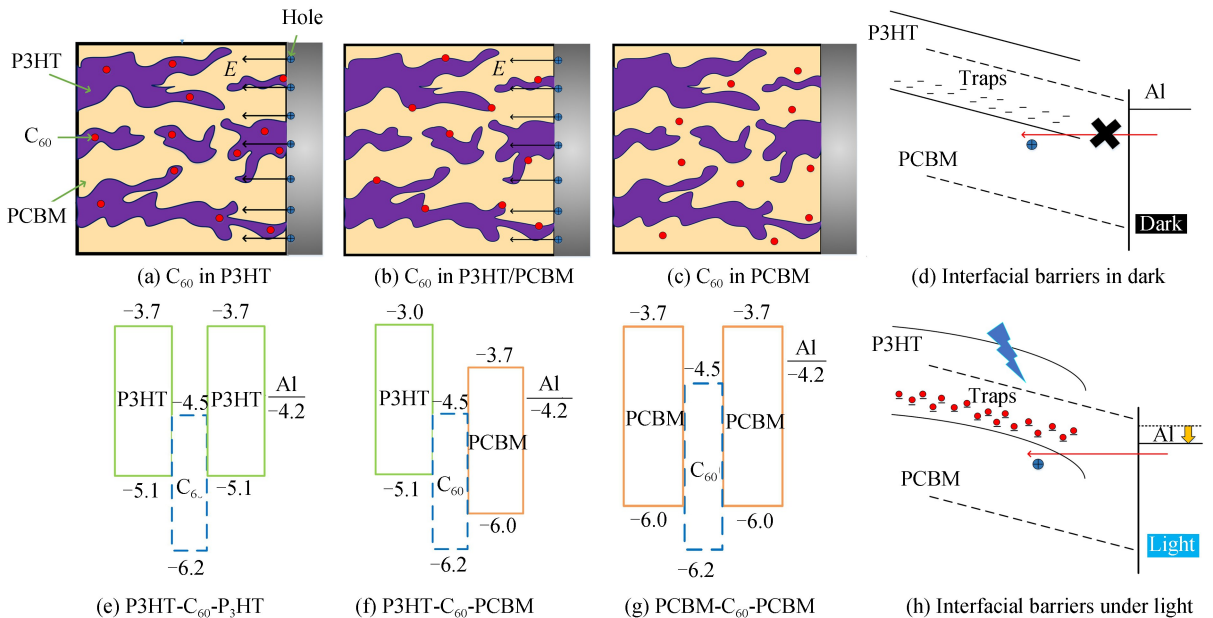 Hole
P3HT
C60
PCBM
E
E
(a) C60 in P3HT
(b) C60 in P3HT/PCBM
(c) C60 in PCBM
P3HT
Traps
Al
PCBM
Dark
(d) Interfacial barriers in dark
−3.7
−3.7
P3HT
−4.5
P3HT
Al
−4.2
−5.1
C6
−5.1
−6.2
(e) P3HT-C60-P3HT
−3.0
−3.7
P3HT
−4.5
PCBM
Al
−4.2
−5.1
C60
−6.0
−6.2
(f) P3HT-C60-PCBM
−3.7
−3.7
−4.5
PCBM
PCBM
Al
−4.2
C60
−6.0
−6.0
−6.2
(g) PCBM-C60-PCBM
P3HT
Traps
Al
PCBM
Light
(h) Interfacial barriers under light